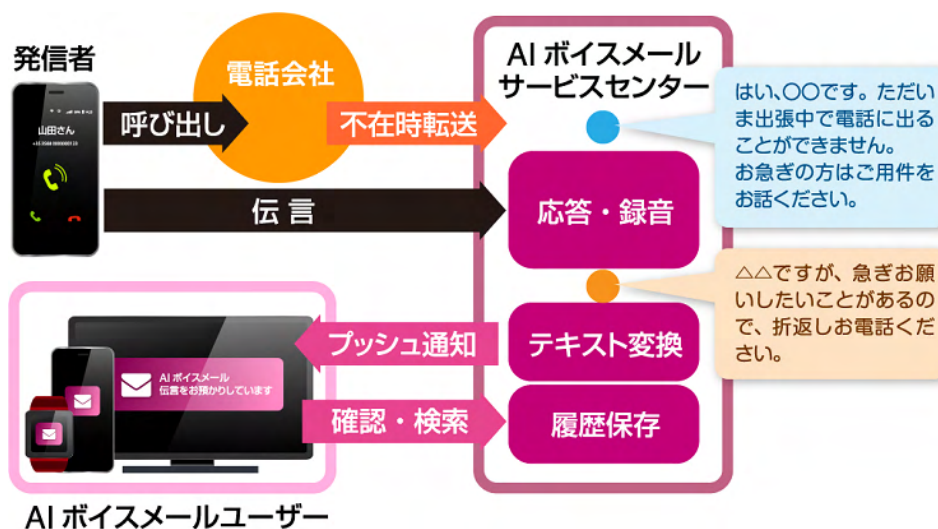 発信者
電話会社
AI ボイスメール
サービスセンター
山田さん
呼び出し
不在時転送
はい、〇〇です。ただい
ま出張中で電話に出る
ことができません。
お急ぎの方はご用件を
お話ください。
伝 言
応答・録音
△△ですが、急ぎお願
いしたいことがあるの
で、折返しお電話くだ
さい。
プッシュ通知
テキスト変換
AI ボイスメール
伝言をお預かりしています
確認・検索
履歴保存
AI ボイスメールユーザー